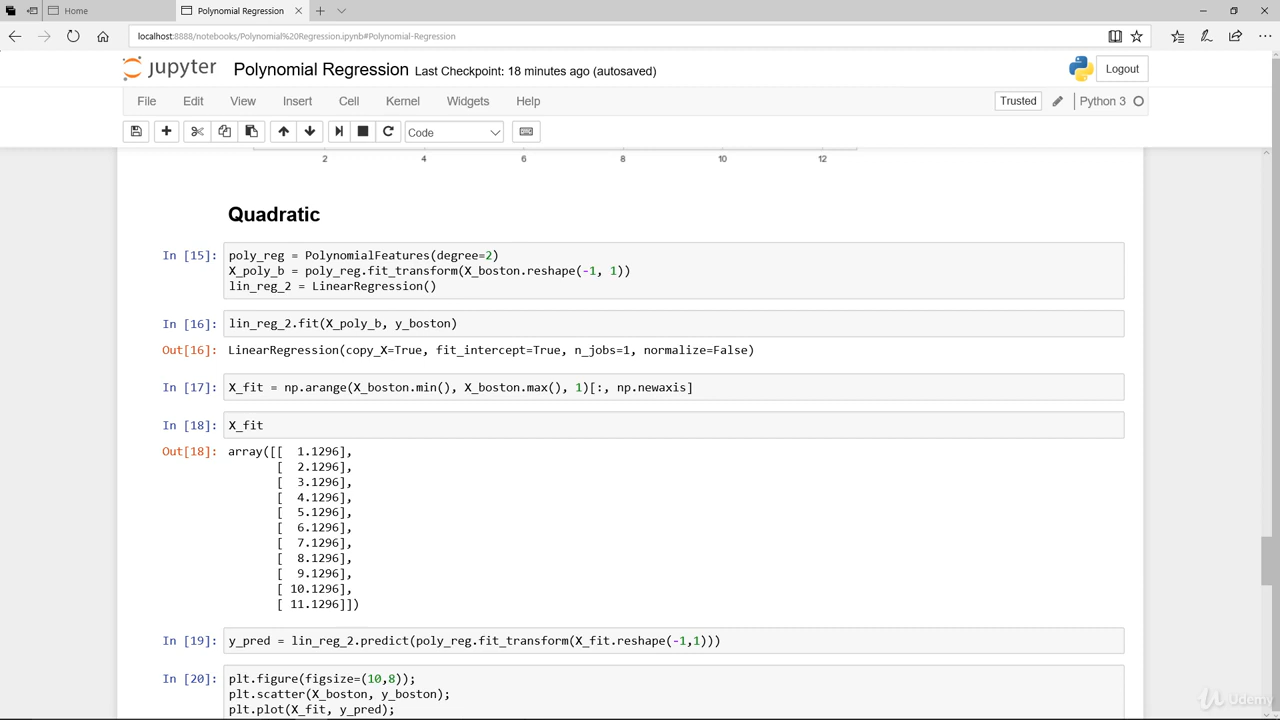 Home
Polynomial Regression
localhost:8888/notebooks/Polynomial%20Regression.ipynb#Polynomial-Regression
jupyter Polynomial Regression Last Checkpoint: 18 minutes ago (autosaved)
Logout
File Edit View Insert Cell Kernel Widgets Help
Trusted
Python 3
Code
2 4 6 8 10 12
Quadratic
In [15]: poly_reg = PolynomialFeatures(degree=2)
X_poly_b = poly_reg.fit_transform(X_boston.reshape(-1, 1))
lin_reg_2 = LinearRegression()
In [16]: lin_reg_2.fit(X_poly_b, y_boston)
Out[16]: LinearRegression(copy_X=True, fit_intercept=True, n_jobs=1, normalize=False)
In [17]: X_fit = np.arange(X_boston.min(), X_boston.max(), 1)[:, np.newaxis]
In [18]: X_fit
Out[18]: array([[ 1.1296],
[ 2.1296],
[ 3.1296],
[ 4.1296],
[ 5.1296],
[ 6.1296],
[ 7.1296],
[ 8.1296],
[ 9.1296],
[ 10.1296],
[ 11.1296]])
In [19]: y_pred = lin_reg_2.predict(poly_reg.fit_transform(X_fit.reshape(-1,1)))
In [20]: plt.figure(figsize=(10,8));
plt.scatter(X_boston, y_boston);
plt.plot(X_fit, y_pred);
Udemy